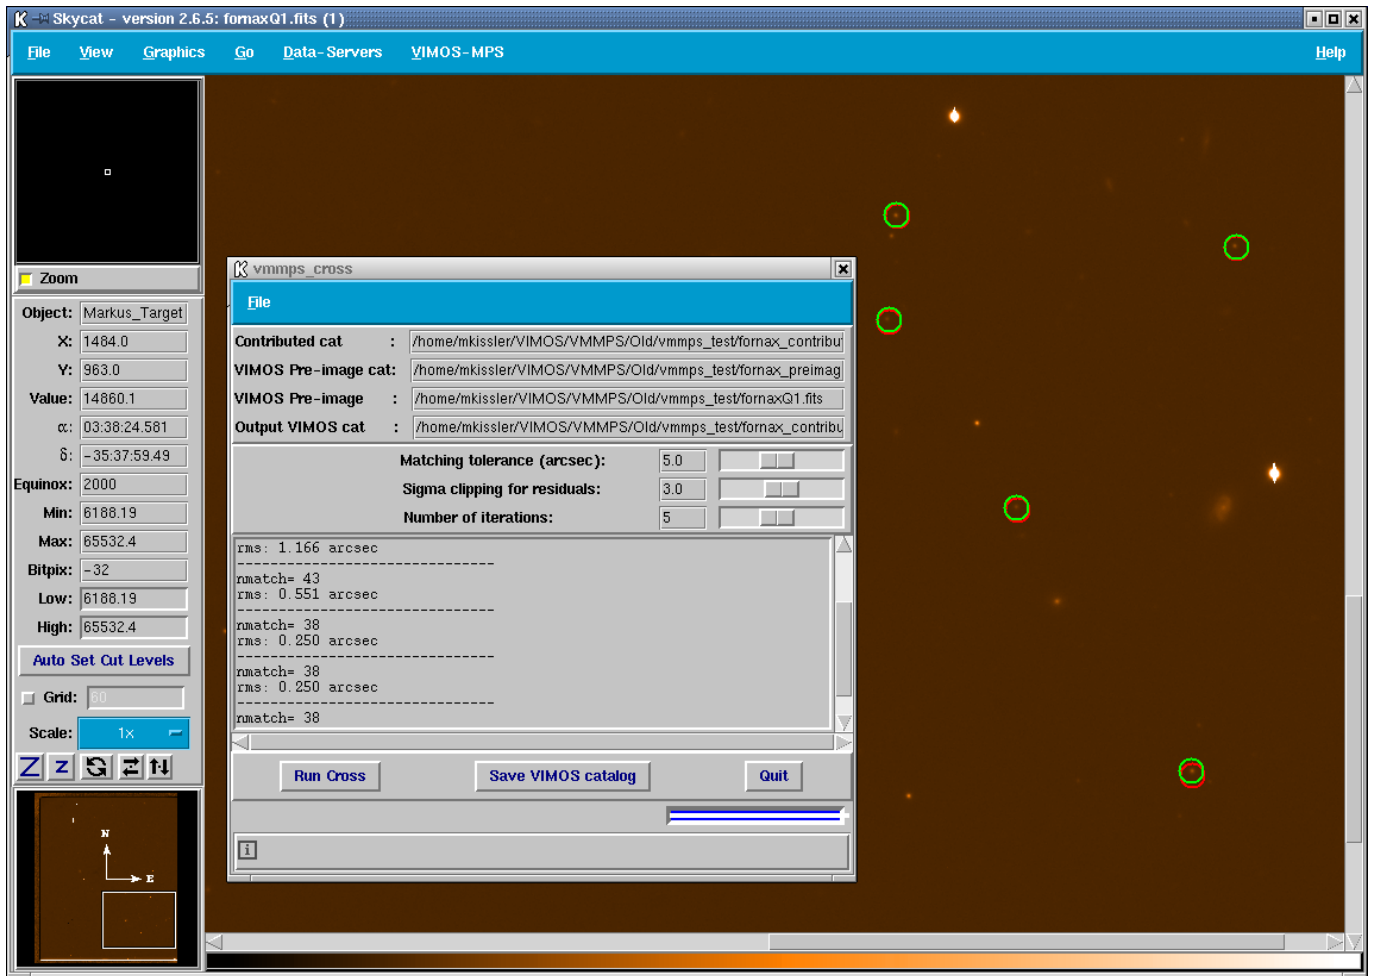 Skycat - version 2.6.5: fornaxQ1.fits (1)
File View Graphics Go Data-Servers VIMOS-MPS Help
Zoom
Object: Markus_Target
X: 1484.0
Y: 963.0
Value: 14860.1
α: 03:38:24.581
δ: -35:37:59.49
Equinox: 2000
Min: 6188.19
Max: 65532.4
Bitpix: -32
Low: 6188.19
High: 65532.4
Auto Set Cut Levels
Grid: 60
Scale: 1x
Z z
N
E
vmmps_cross
File
Contributed cat : /home/mkissler/VIMOS/VMMPS/Old/vmmps_test/fornax_contribu
VIMOS Pre-image cat: /home/mkissler/VIMOS/VMMPS/Old/vmmps_test/fornax_preimag
VIMOS Pre-image : /home/mkissler/VIMOS/VMMPS/Old/vmmps_test/fornaxQ1.fits
Output VIMOS cat : /home/mkissler/VIMOS/VMMPS/Old/vmmps_test/fornax_contribu
Matching tolerance (arcsec): 5.0
Sigma clipping for residuals: 3.0
Number of iterations: 5
rms: 1.166 arcsec
------------------------------
nmatch= 43
rms: 0.551 arcsec
------------------------------
nmatch= 38
rms: 0.250 arcsec
------------------------------
nmatch= 38
rms: 0.250 arcsec
------------------------------
nmatch= 38
Run Cross Save VIMOS catalog Quit
i